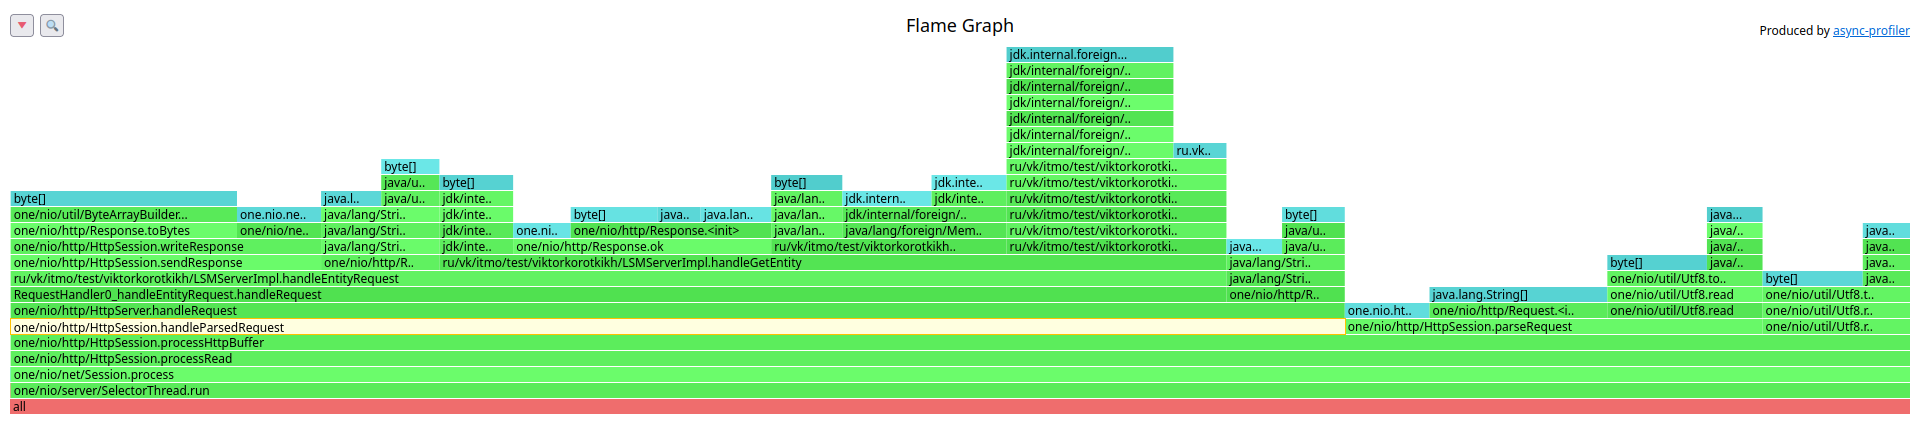 Flame Graph
Produced by async-profiler
jdk.internal.foreign...
jdk/internal/foreign/..
jdk/internal/foreign/..
jdk/internal/foreign/..
jdk/internal/foreign/..
jdk/internal/foreign/..
jdk/internal/foreign/.. ru.vk..
byte[] ru/vk/itmo/test/viktorkorotki..
java/u.. byte[] byte[] jdk.inte.. ru/vk/itmo/test/viktorkorotki..
byte[] java.l.. java/u.. jdk/inte.. java/lan.. jdk.intern.. jdk/inte.. ru/vk/itmo/test/viktorkorotki..
one/nio/util/ByteArrayBuilder... one.nio.ne.. java/lang/Stri.. jdk/inte.. byte[] java.. java.lan.. java/lan.. jdk/internal/foreign/.. ru/vk/itmo/test/viktorkorotki.. byte[] java...
one/nio/http/Response.toBytes one/nio/ne.. java/lang/Stri.. jdk/inte.. one.ni.. one/nio/http/Response.<init> java/lan.. java/lang/foreign/Mem.. ru/vk/itmo/test/viktorkorotki.. java/u.. java/.. java..
one/nio/http/HttpSession.writeResponse java/lang/Stri.. jdk/inte.. one/nio/http/Response.ok ru/vk/itmo/test/viktorkorotikh.. ru/vk/itmo/test/viktorkorotki.. java... java/u.. java/.. java..
one/nio/http/HttpSession.sendResponse one/nio/http/R.. ru/vk/itmo/test/viktorkorotkikh/LSMServerImpl.handleGetEntity java/lang/Stri.. byte[] java/.. java..
ru/vk/itmo/test/viktorkorotkikh/LSMServerImpl.handleEntityRequest java/lang/Stri.. one/nio/util/Utf8.to.. byte[] java..
RequestHandler0_handleEntityRequest.handleRequest one/nio/http/R.. java.lang.String[] one/nio/util/Utf8.read one/nio/util/Utf8.t..
one/nio/http/HttpServer.handleRequest one.nio.ht.. one/nio/http/Request.<i.. one/nio/util/Utf8.read one/nio/util/Utf8.r..
one/nio/http/HttpSession.handleParsedRequest one/nio/http/HttpSession.parseRequest one/nio/util/Utf8.r..
one/nio/http/HttpSession.processHttpBuffer
one/nio/http/HttpSession.processRead
one/nio/net/Session.process
one/nio/server/SelectorThread.run
all